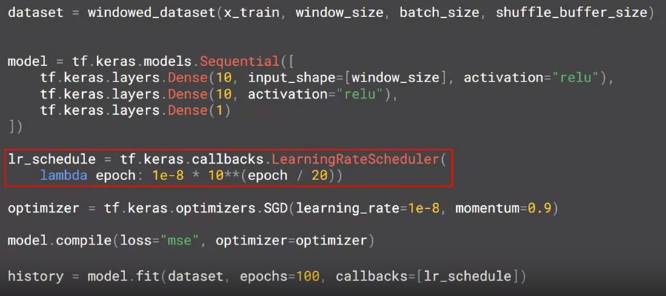 dataset = windowed_dataset(x_train, window_size, batch_size, shuffle_buffer_size)
model = tf.keras.models.Sequential([
    tf.keras.layers.Dense(10, input_shape=[window_size], activation="relu"),
    tf.keras.layers.Dense(10, activation="relu"),
    tf.keras.layers.Dense(1)
])
lr_schedule = tf.keras.callbacks.LearningRateScheduler(
    lambda epoch: 1e-8 * 10**(epoch / 20))
optimizer = tf.keras.optimizers.SGD(learning_rate=1e-8, momentum=0.9)
model.compile(loss="mse", optimizer=optimizer)
history = model.fit(dataset, epochs=100, callbacks=[lr_schedule])